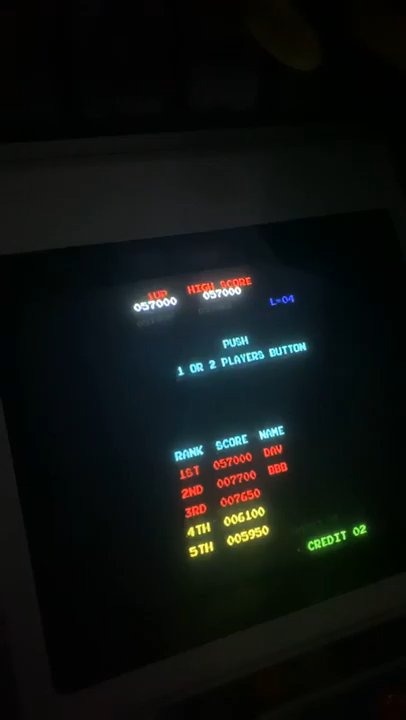 1UP HIGH SCORE
057000 057000
L=04
PUSH
1 OR 2 PLAYERS BUTTON
RANK SCORE NAME
1ST 057000 DAV
2ND 007700 BBB
3RD 007650
4TH 006100
5TH 005950
CREDIT 02